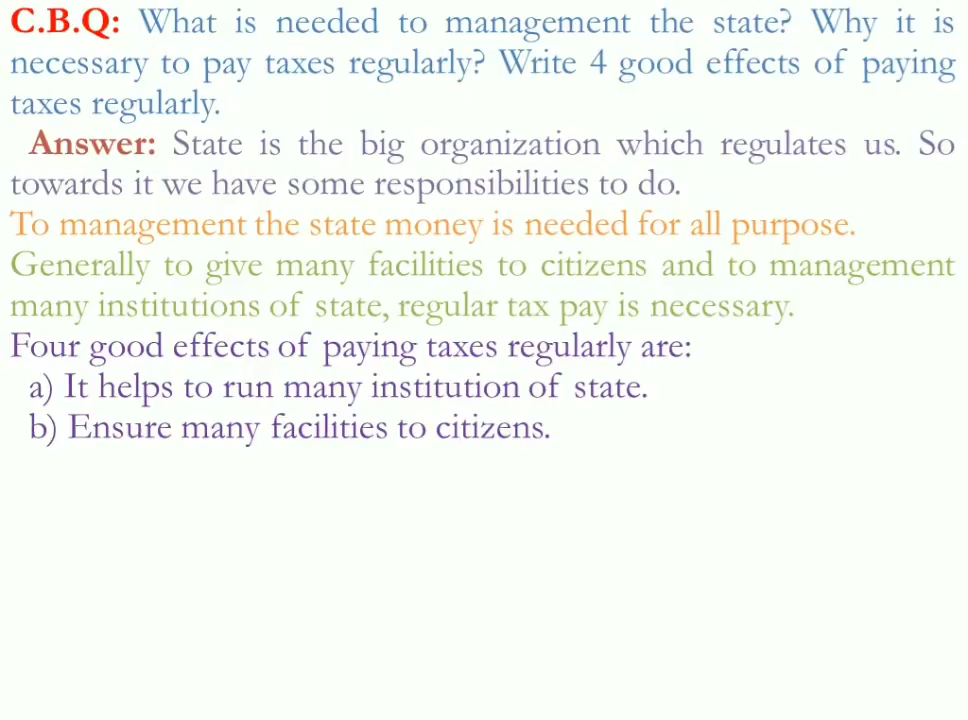 C.B.Q: What is needed to management the state? Why it is
necessary to pay taxes regularly? Write 4 good effects of paying
taxes regularly.
Answer: State is the big organization which regulates us. So
towards it we have some responsibilities to do.
To management the state money is needed for all purpose.
Generally to give many facilities to citizens and to management
many institutions of state, regular tax pay is necessary.
Four good effects of paying taxes regularly are:
a) It helps to run many institution of state.
b) Ensure many facilities to citizens.